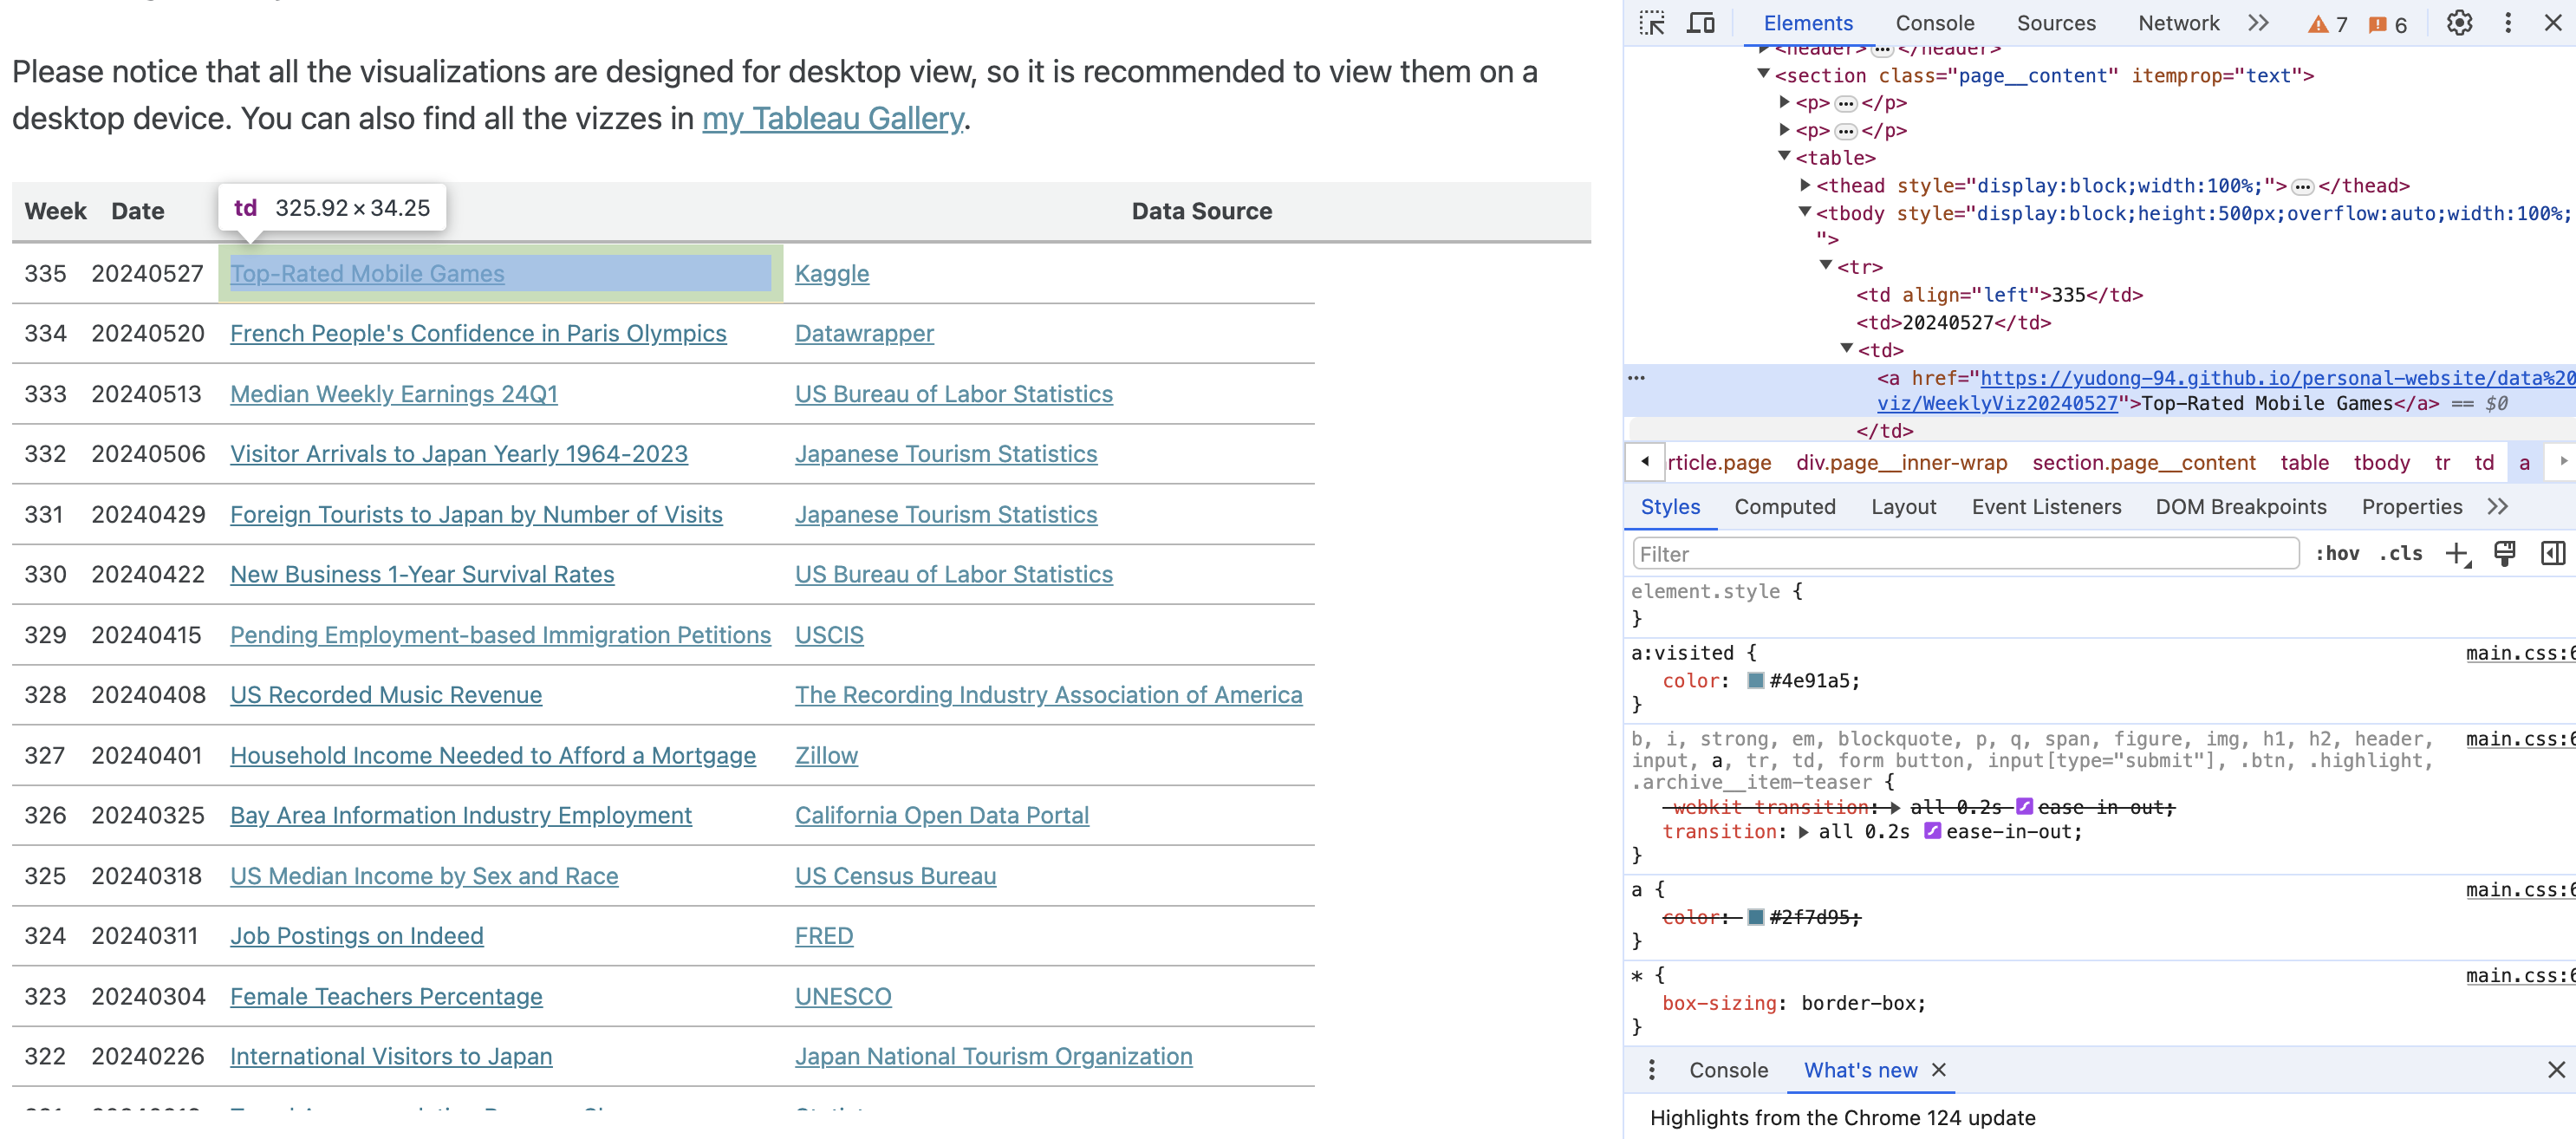 Please notice that all the visualizations are designed for desktop view, so it is recommended to view them on a
desktop device. You can also find all the vizzes in my Tableau Gallery.
td 325.92×34.25
Week Date Data Source
335 20240527 Top-Rated Mobile Games Kaggle
334 20240520 French People's Confidence in Paris Olympics Datawrapper
333 20240513 Median Weekly Earnings 24Q1 US Bureau of Labor Statistics
332 20240506 Visitor Arrivals to Japan Yearly 1964-2023 Japanese Tourism Statistics
331 20240429 Foreign Tourists to Japan by Number of Visits Japanese Tourism Statistics
330 20240422 New Business 1-Year Survival Rates US Bureau of Labor Statistics
329 20240415 Pending Employment-based Immigration Petitions USCIS
328 20240408 US Recorded Music Revenue The Recording Industry Association of America
327 20240401 Household Income Needed to Afford a Mortgage Zillow
326 20240325 Bay Area Information Industry Employment California Open Data Portal
325 20240318 US Median Income by Sex and Race US Census Bureau
324 20240311 Job Postings on Indeed FRED
323 20240304 Female Teachers Percentage UNESCO
322 20240226 International Visitors to Japan Japan National Tourism Organization
Elements Console Sources Network 7 6
<header> ••• </header>
<section class="page__content" itemprop="text">
<p> ••• </p>
<p> ••• </p>
<table>
<thead style="display:block;width:100%;"> ••• </thead>
<tbody style="display:block;height:500px;overflow:auto;width:100%;
">
<tr>
<td align="left">335</td>
<td>20240527</td>
<td>
<a href="https://yudong-94.github.io/personal-website/data%20
viz/WeeklyViz20240527">Top-Rated Mobile Games</a> == $0
</td>
rticle.page div.page__inner-wrap section.page__content table tbody tr td a
Styles Computed Layout Event Listeners DOM Breakpoints Properties
Filter :hov .cls
element.style {
}
a:visited { main.css:6
color: #4e91a5;
}
b, i, strong, em, blockquote, p, q, span, figure, img, h1, h2, header, main.css:6
input, a, tr, td, form button, input[type="submit"], .btn, .highlight,
.archive__item-teaser {
-webkit-transition: all 0.2s ease-in-out;
transition: all 0.2s ease-in-out;
}
a { main.css:6
color: #2f7d95;
}
* { main.css:6
box-sizing: border-box;
}
Console What's new
Highlights from the Chrome 124 update